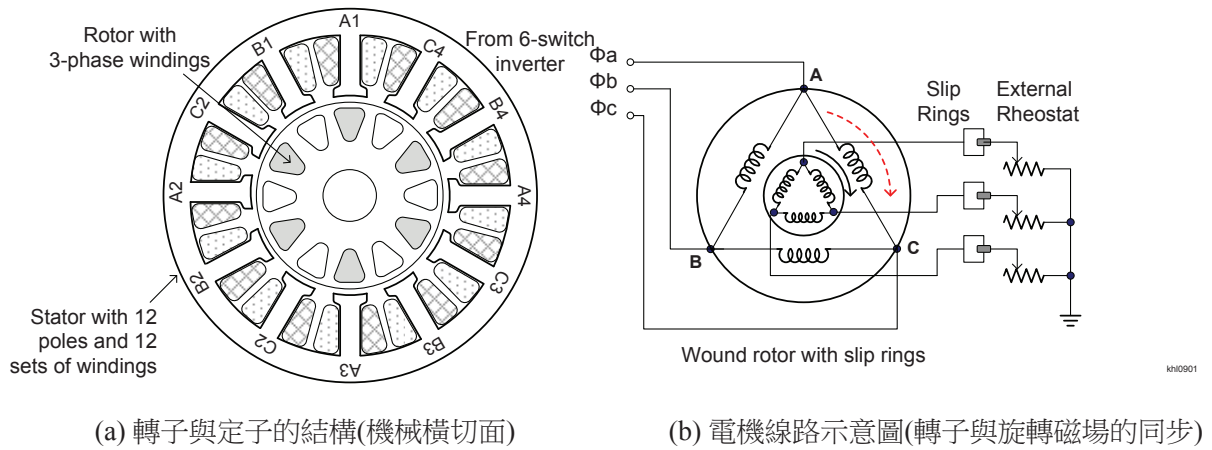 Rotor with
3-phase windings
A1
B1
C4
C2
B4
A2
A4
B2
C3
C2
B3
A3
Stator with 12
poles and 12
sets of windings
From 6-switch
inverter
Φa
Φb
Φc
A
B
C
Slip
Rings
External
Rheostat
Wound rotor with slip rings
khl0901
(a) 轉子與定子的結構(機械橫切面)
(b) 電機線路示意圖(轉子與旋轉磁場的同步)